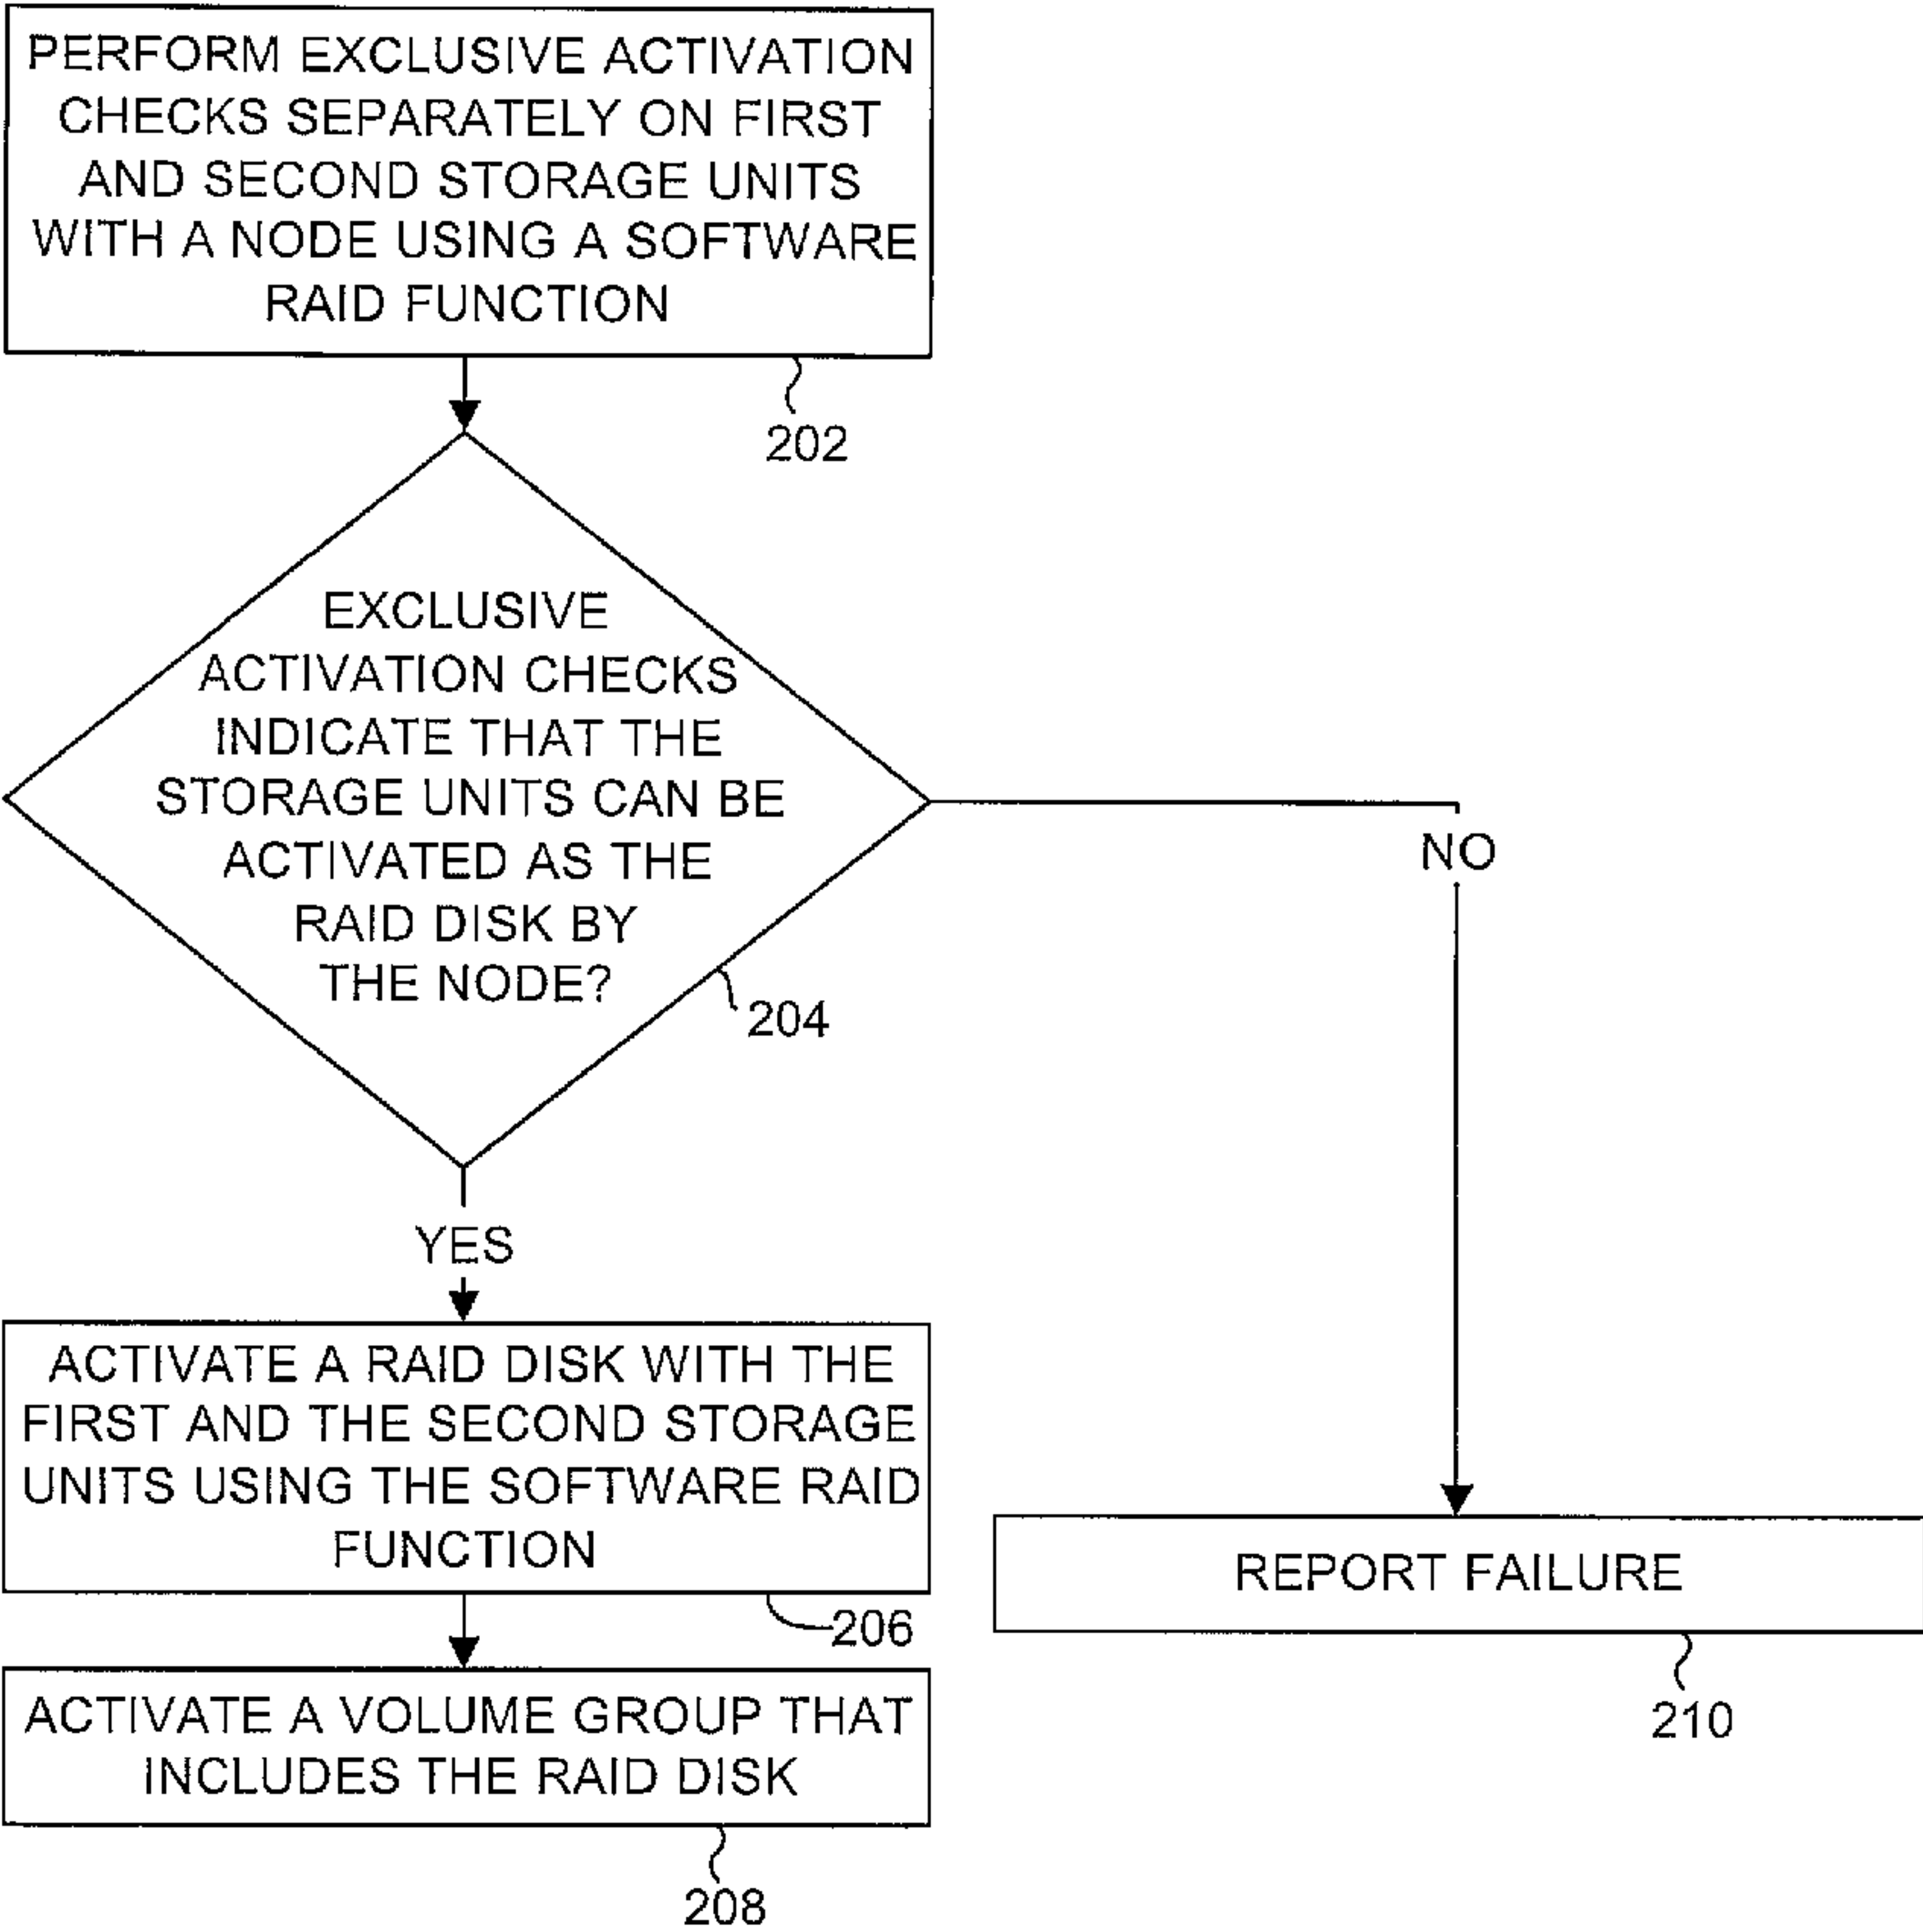 PERFORM EXCLUSIVE ACTIVATION
CHECKS SEPARATELY ON FIRST
AND SECOND STORAGE UNITS
WITH A NODE USING A SOFTWARE
RAID FUNCTION
202
EXCLUSIVE
ACTIVATION CHECKS
INDICATE THAT THE
STORAGE UNITS CAN BE
ACTIVATED AS THE
RAID DISK BY
THE NODE?
204
NO
YES
ACTIVATE A RAID DISK WITH THE
FIRST AND THE SECOND STORAGE
UNITS USING THE SOFTWARE RAID
FUNCTION
206
REPORT FAILURE
210
ACTIVATE A VOLUME GROUP THAT
INCLUDES THE RAID DISK
208